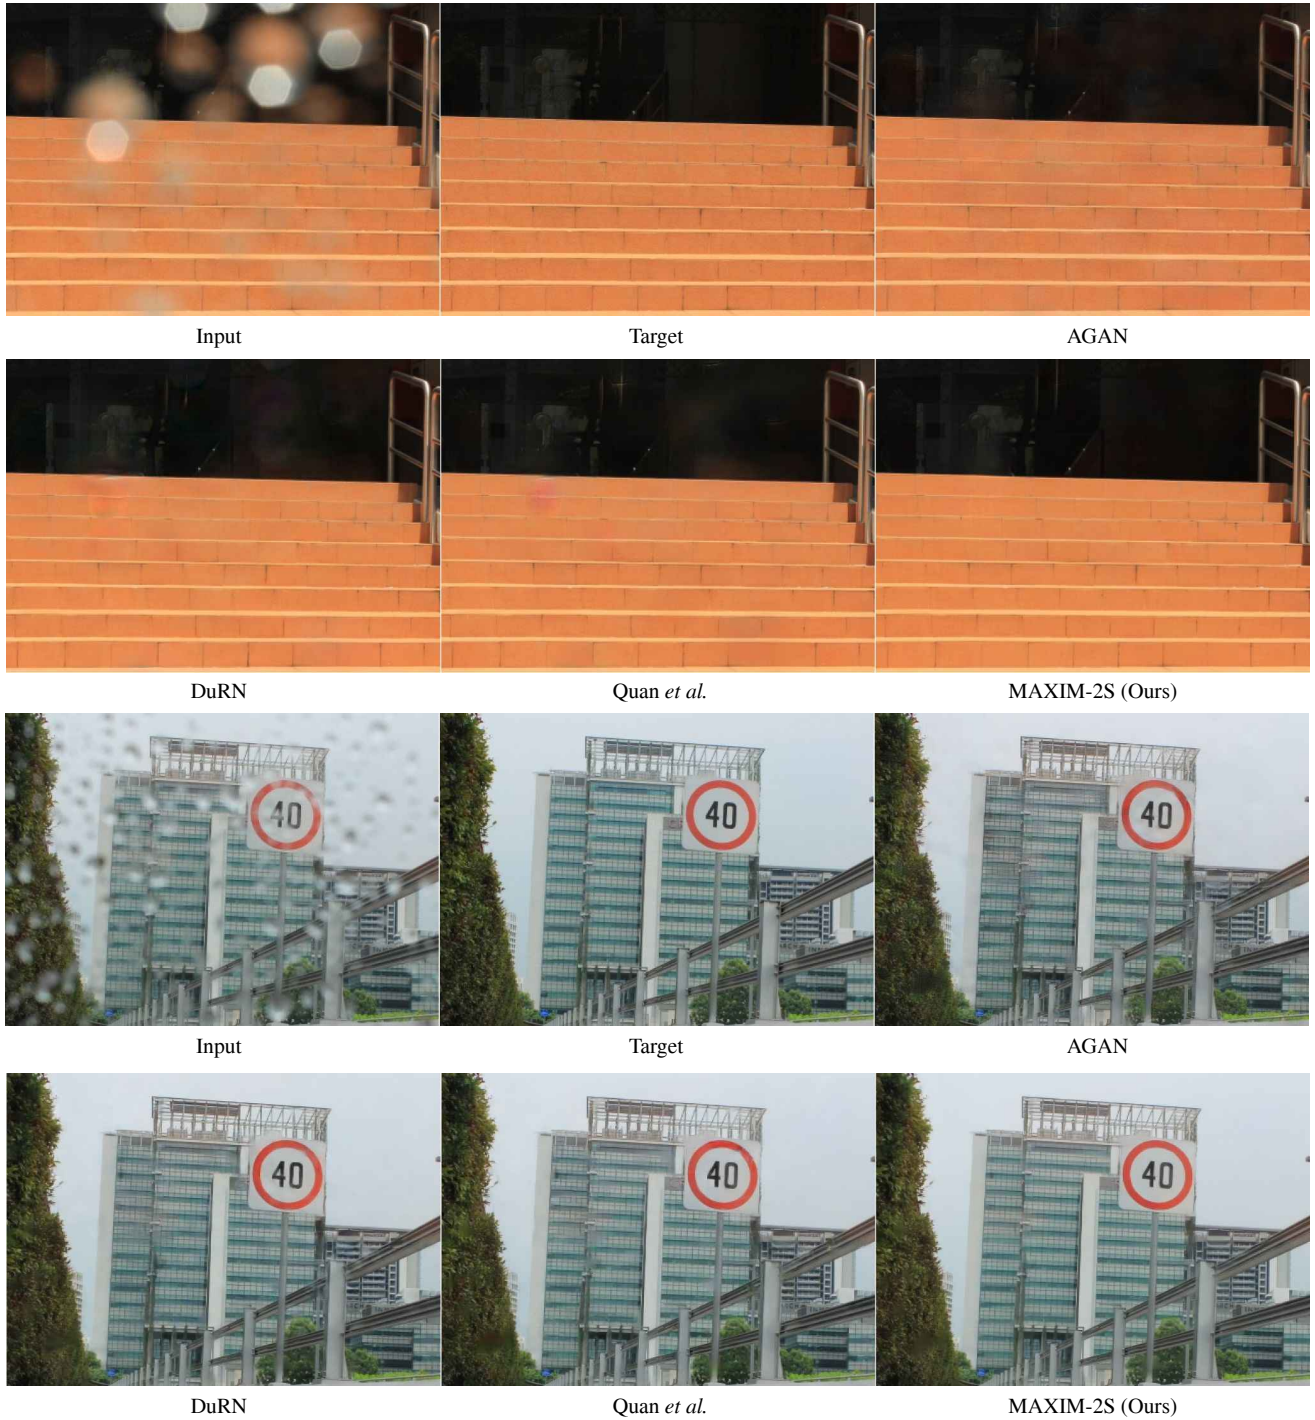 Input
Target
AGAN
DuRN
Quan et al.
MAXIM-2S (Ours)
40
40
40
Input
Target
AGAN
40
40
40
DuRN
Quan et al.
MAXIM-2S (Ours)